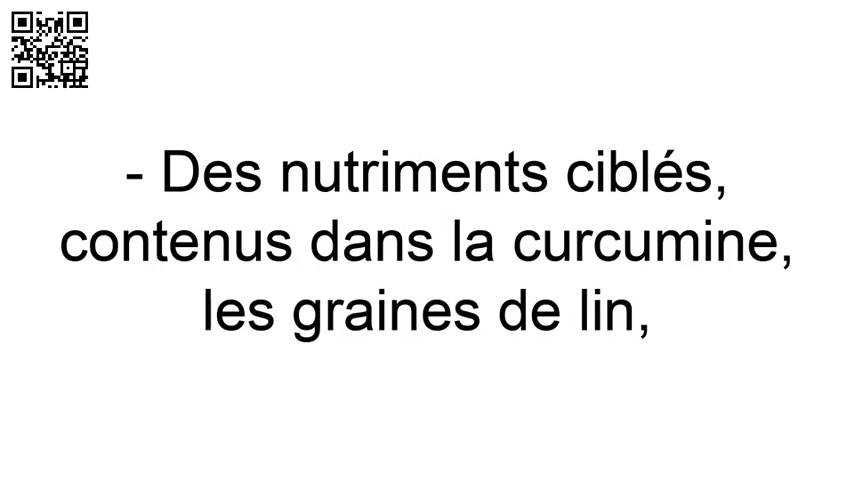 - Des nutriments ciblés,
contenus dans la curcumine,
les graines de lin,